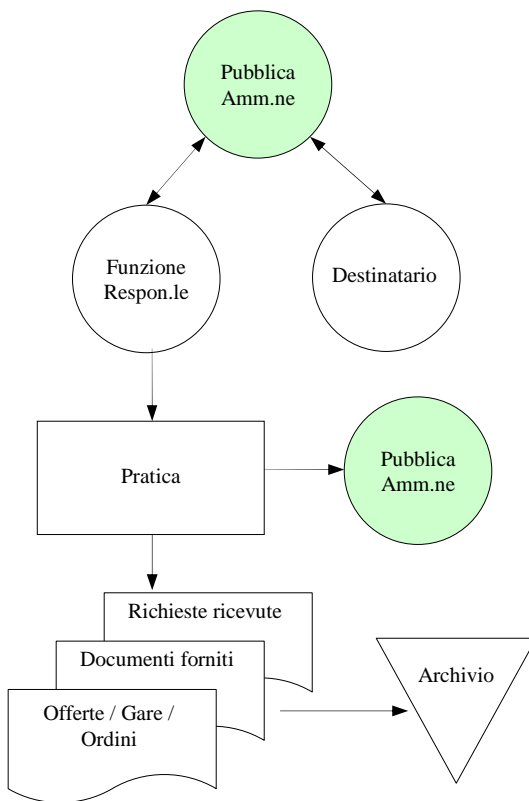 Pubblica
Amm.ne
Funzione
Respon.le
Destinatario
Pratica
Pubblica
Amm.ne
Richieste ricevute
Documenti forniti
Offerte / Gare /
Ordini
Archivio